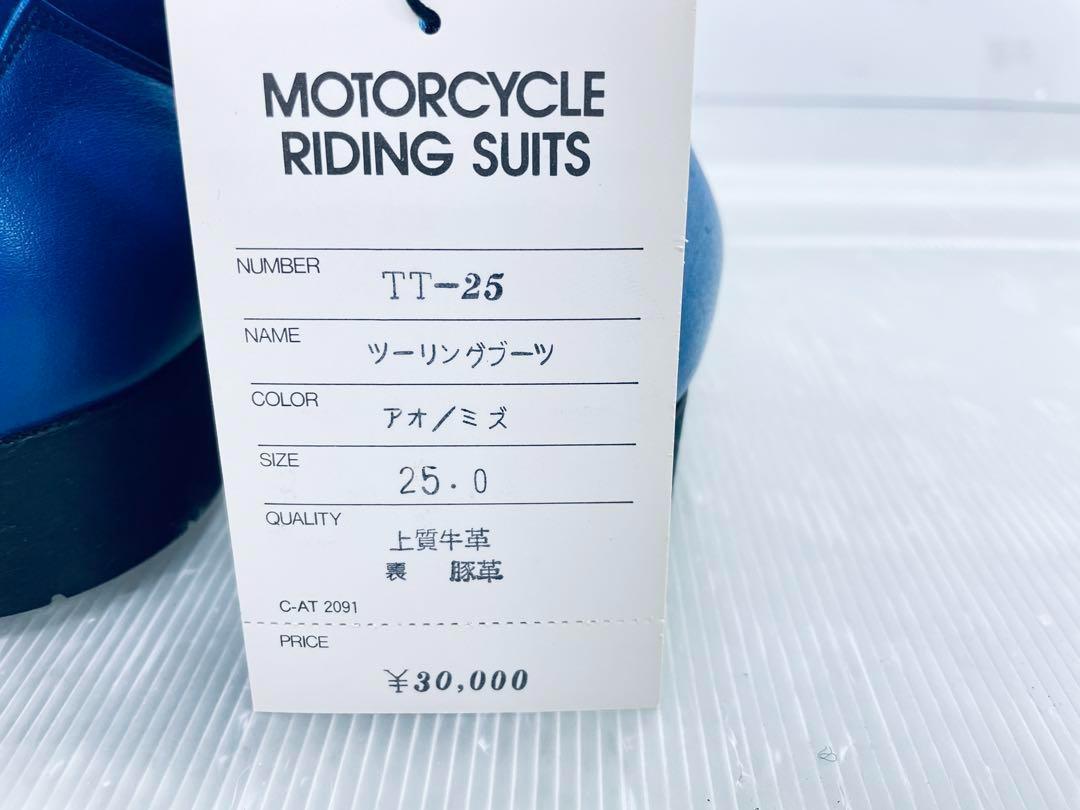 MOTORCYCLE
RIDING SUITS
NUMBER TT-25
NAME ツーリングブーツ
COLOR アオ/ミズ
SIZE 25.0
QUALITY 上質牛革
裏 豚革
C-AT 2091
PRICE
¥30,000